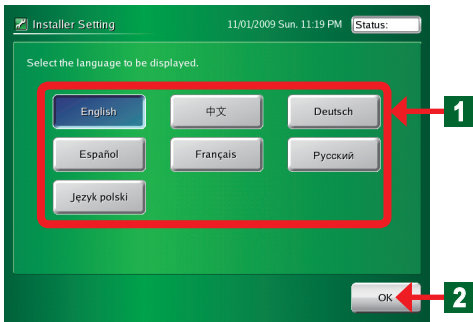 Installer Setting 11/01/2009 Sun. 11:19 PM Status:
Select the language to be displayed.
English 中文 Deutsch
Español Français Русский
Język polski
1
OK
2